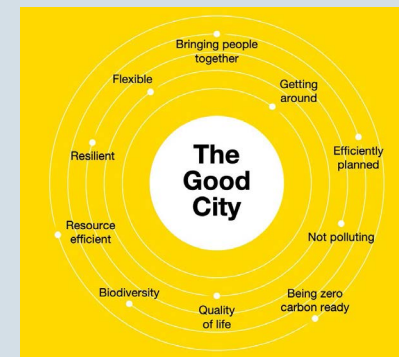 Bringing people
together
Flexible
Getting
around
The
Good
City
Resilient
Efficiently
planned
Resource
efficient
Not polluting
Biodiversity
Quality
of life
Being zero
carbon ready